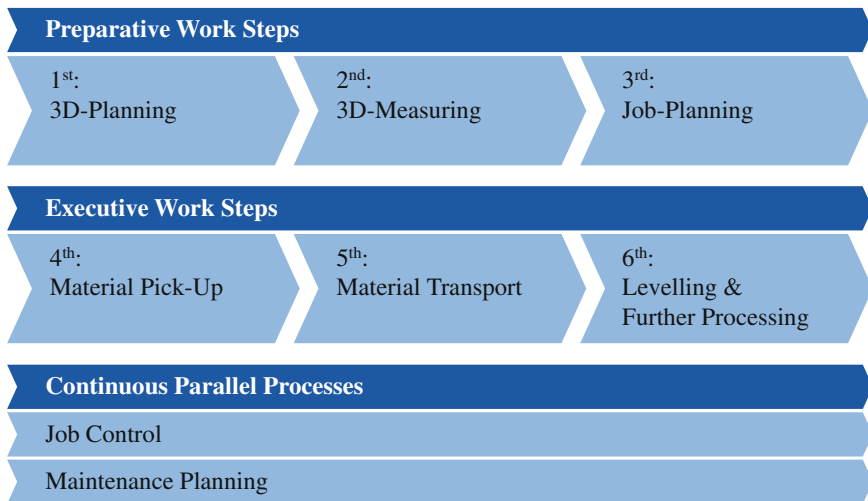 Preparative Work Steps
1st:
3D-Planning
2nd:
3D-Measuring
3rd:
Job-Planning
Executive Work Steps
4th:
Material Pick-Up
5th:
Material Transport
6th:
Levelling &
Further Processing
Continuous Parallel Processes
Job Control
Maintenance Planning